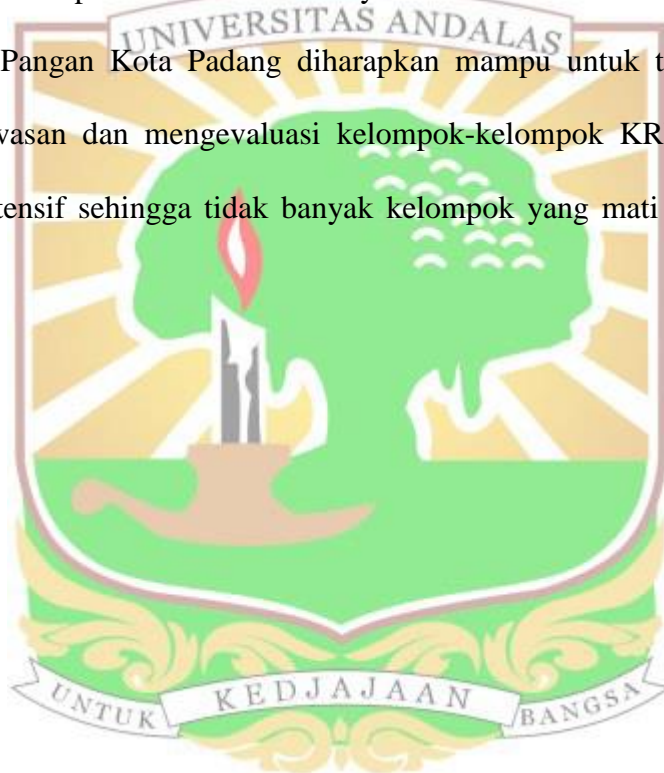 UNIVERSITAS ANDALAS
Pangan Kota Padang diharapkan mampu untuk t
wasan dan mengevaluasi kelompok-kelompok KR
tensif sehingga tidak banyak kelompok yang mati
UNTUK KEDJAJAAN BANGSA